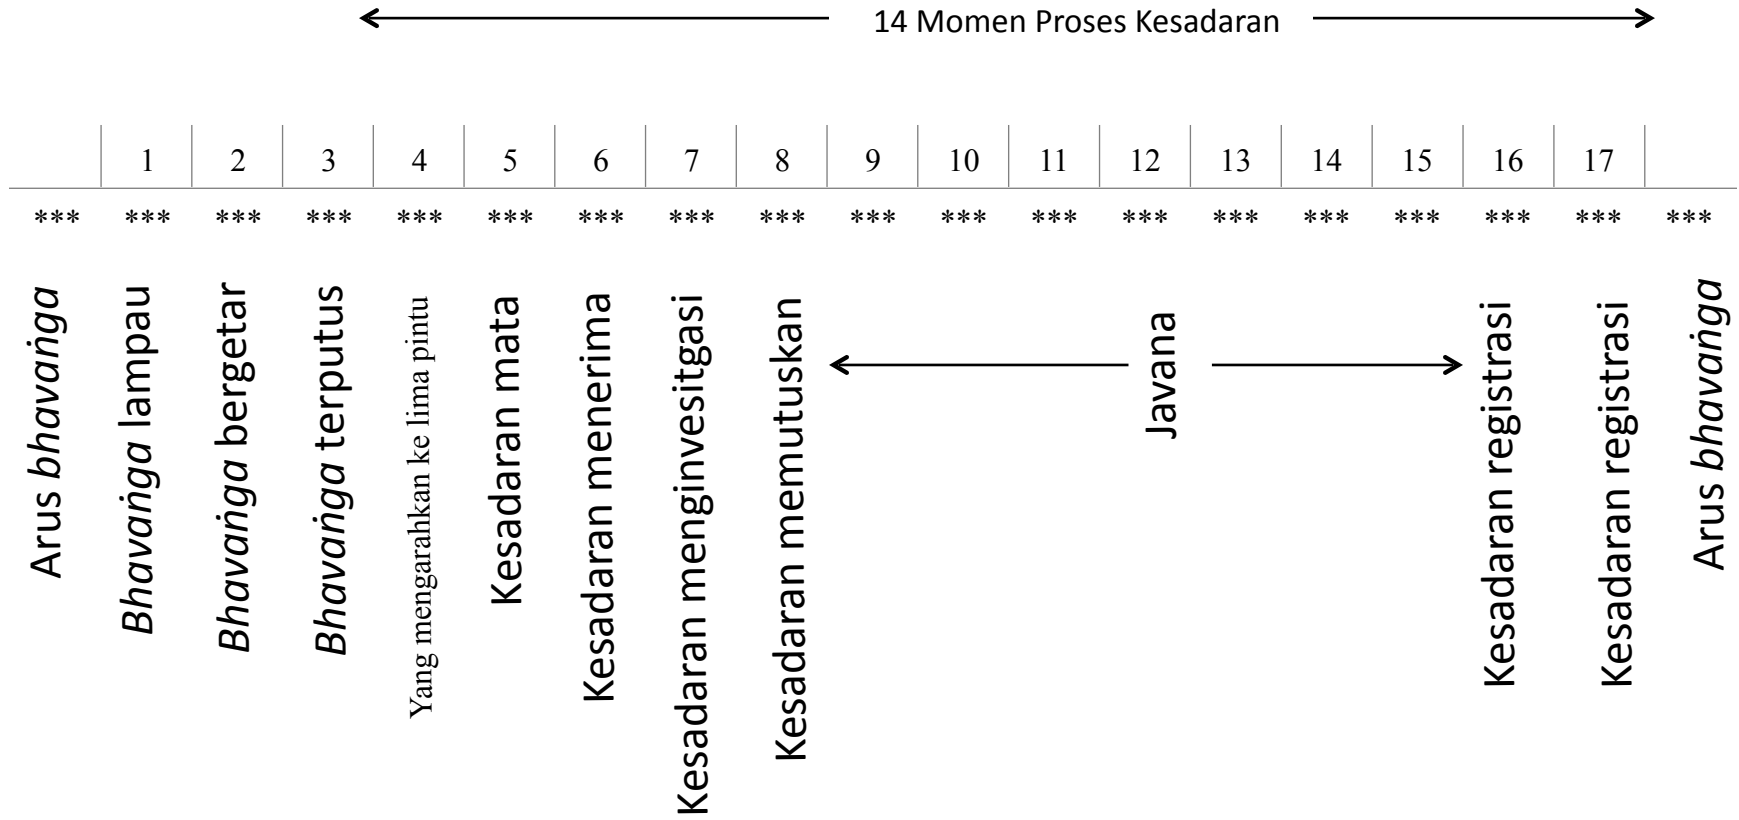 14 Momen Proses Kesadaran
1 2 3 4 5 6 7 8 9 10 11 12 13 14 15 16 17
*** *** *** *** *** *** *** *** *** *** *** *** *** *** *** *** *** *** ***
Arus bhavaṅga
Bhavaṅga lampau
Bhavaṅga bergetar
Bhavaṅga terputus
Yang mengarahkan ke lima pintu
Kesadaran mata
Kesadaran menerima
Kesadaran menginvesitgasi
Kesadaran memutuskan
Javana
Kesadaran registrasi
Kesadaran registrasi
Arus bhavaṅga